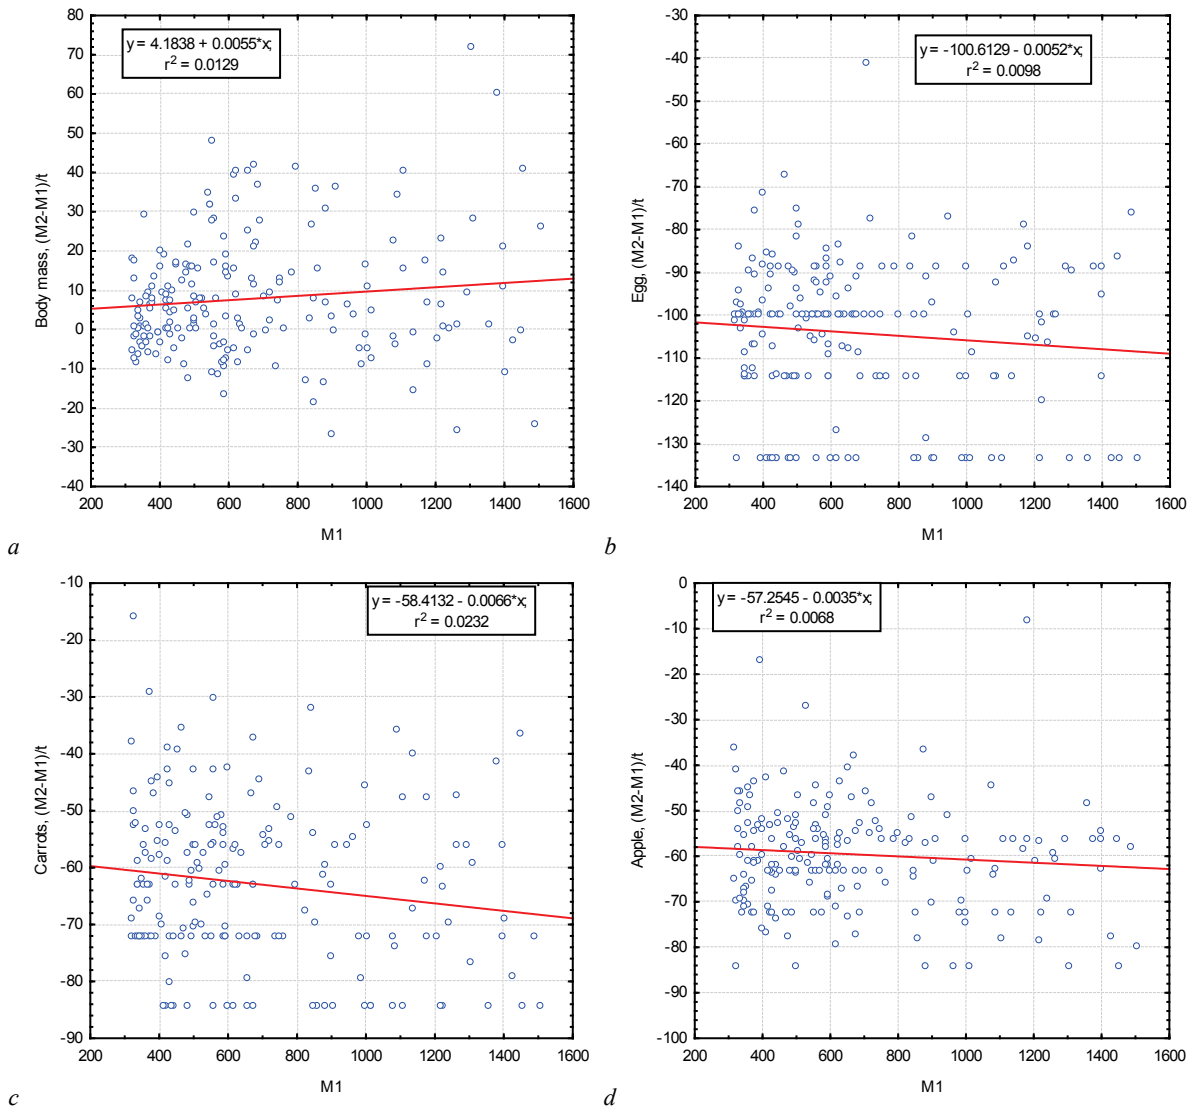 y = 4.1838 + 0.0055*x;
r² = 0.0129
80
70
60
50
40
30
20
10
0
-10
-20
-30
-40
Body mass, (M2-M1)/t
200 400 600 800 1000 1200 1400 1600
M1
a
y = -100.6129 - 0.0052*x;
r² = 0.0098
-30
-40
-50
-60
-70
-80
-90
-100
-110
-120
-130
-140
Egg, (M2-M1)/t
200 400 600 800 1000 1200 1400 1600
M1
b
y = -58.4132 - 0.0066*x;
r² = 0.0232
-10
-20
-30
-40
-50
-60
-70
-80
-90
Carrots, (M2-M1)/t
200 400 600 800 1000 1200 1400 1600
M1
c
y = -57.2545 - 0.0035*x;
r² = 0.0068
0
-10
-20
-30
-40
-50
-60
-70
-80
-90
-100
Apple, (M2-M1)/t
200 400 600 800 1000 1200 1400 1600
M1
d